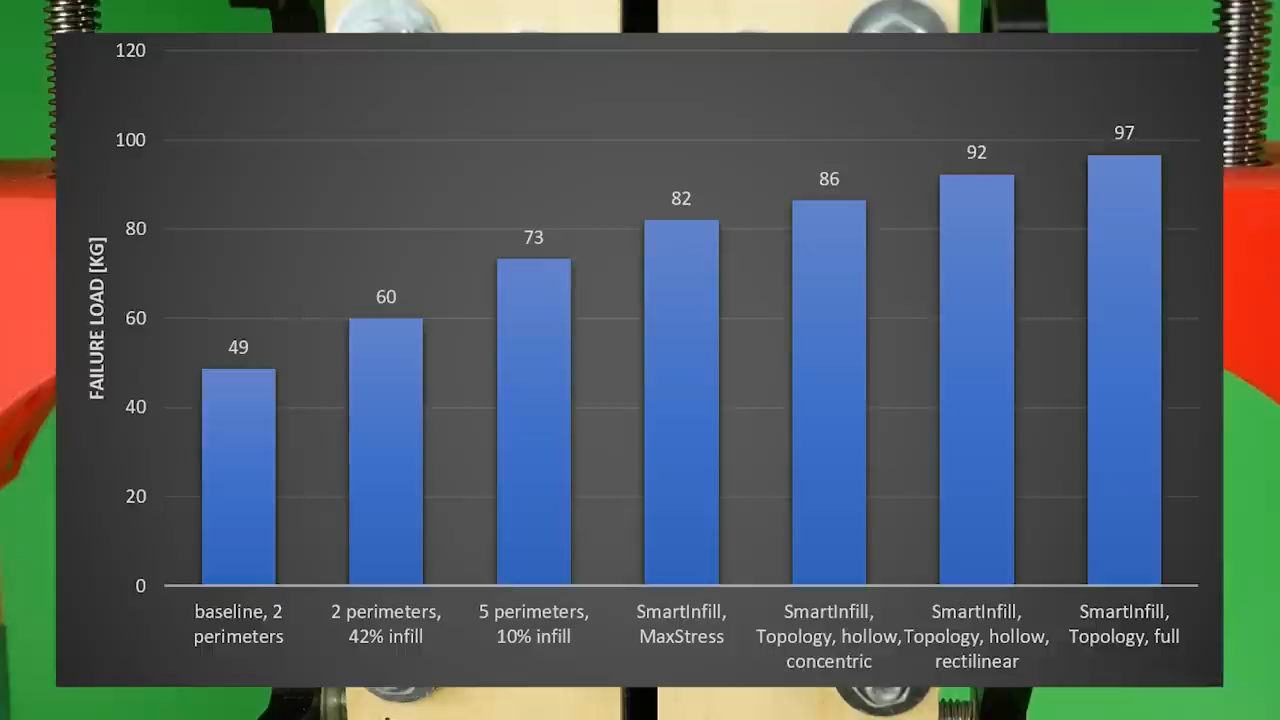 120
100
80
60
40
20
0
FAILURE LOAD [KG]
49
60
73
82
86
92
97
baseline, 2
perimeters
2 perimeters,
42% infill
5 perimeters,
10% infill
SmartInfill,
MaxStress
SmartInfill,
Topology, hollow,
concentric
SmartInfill,
Topology, hollow,
rectilinear
SmartInfill,
Topology, full